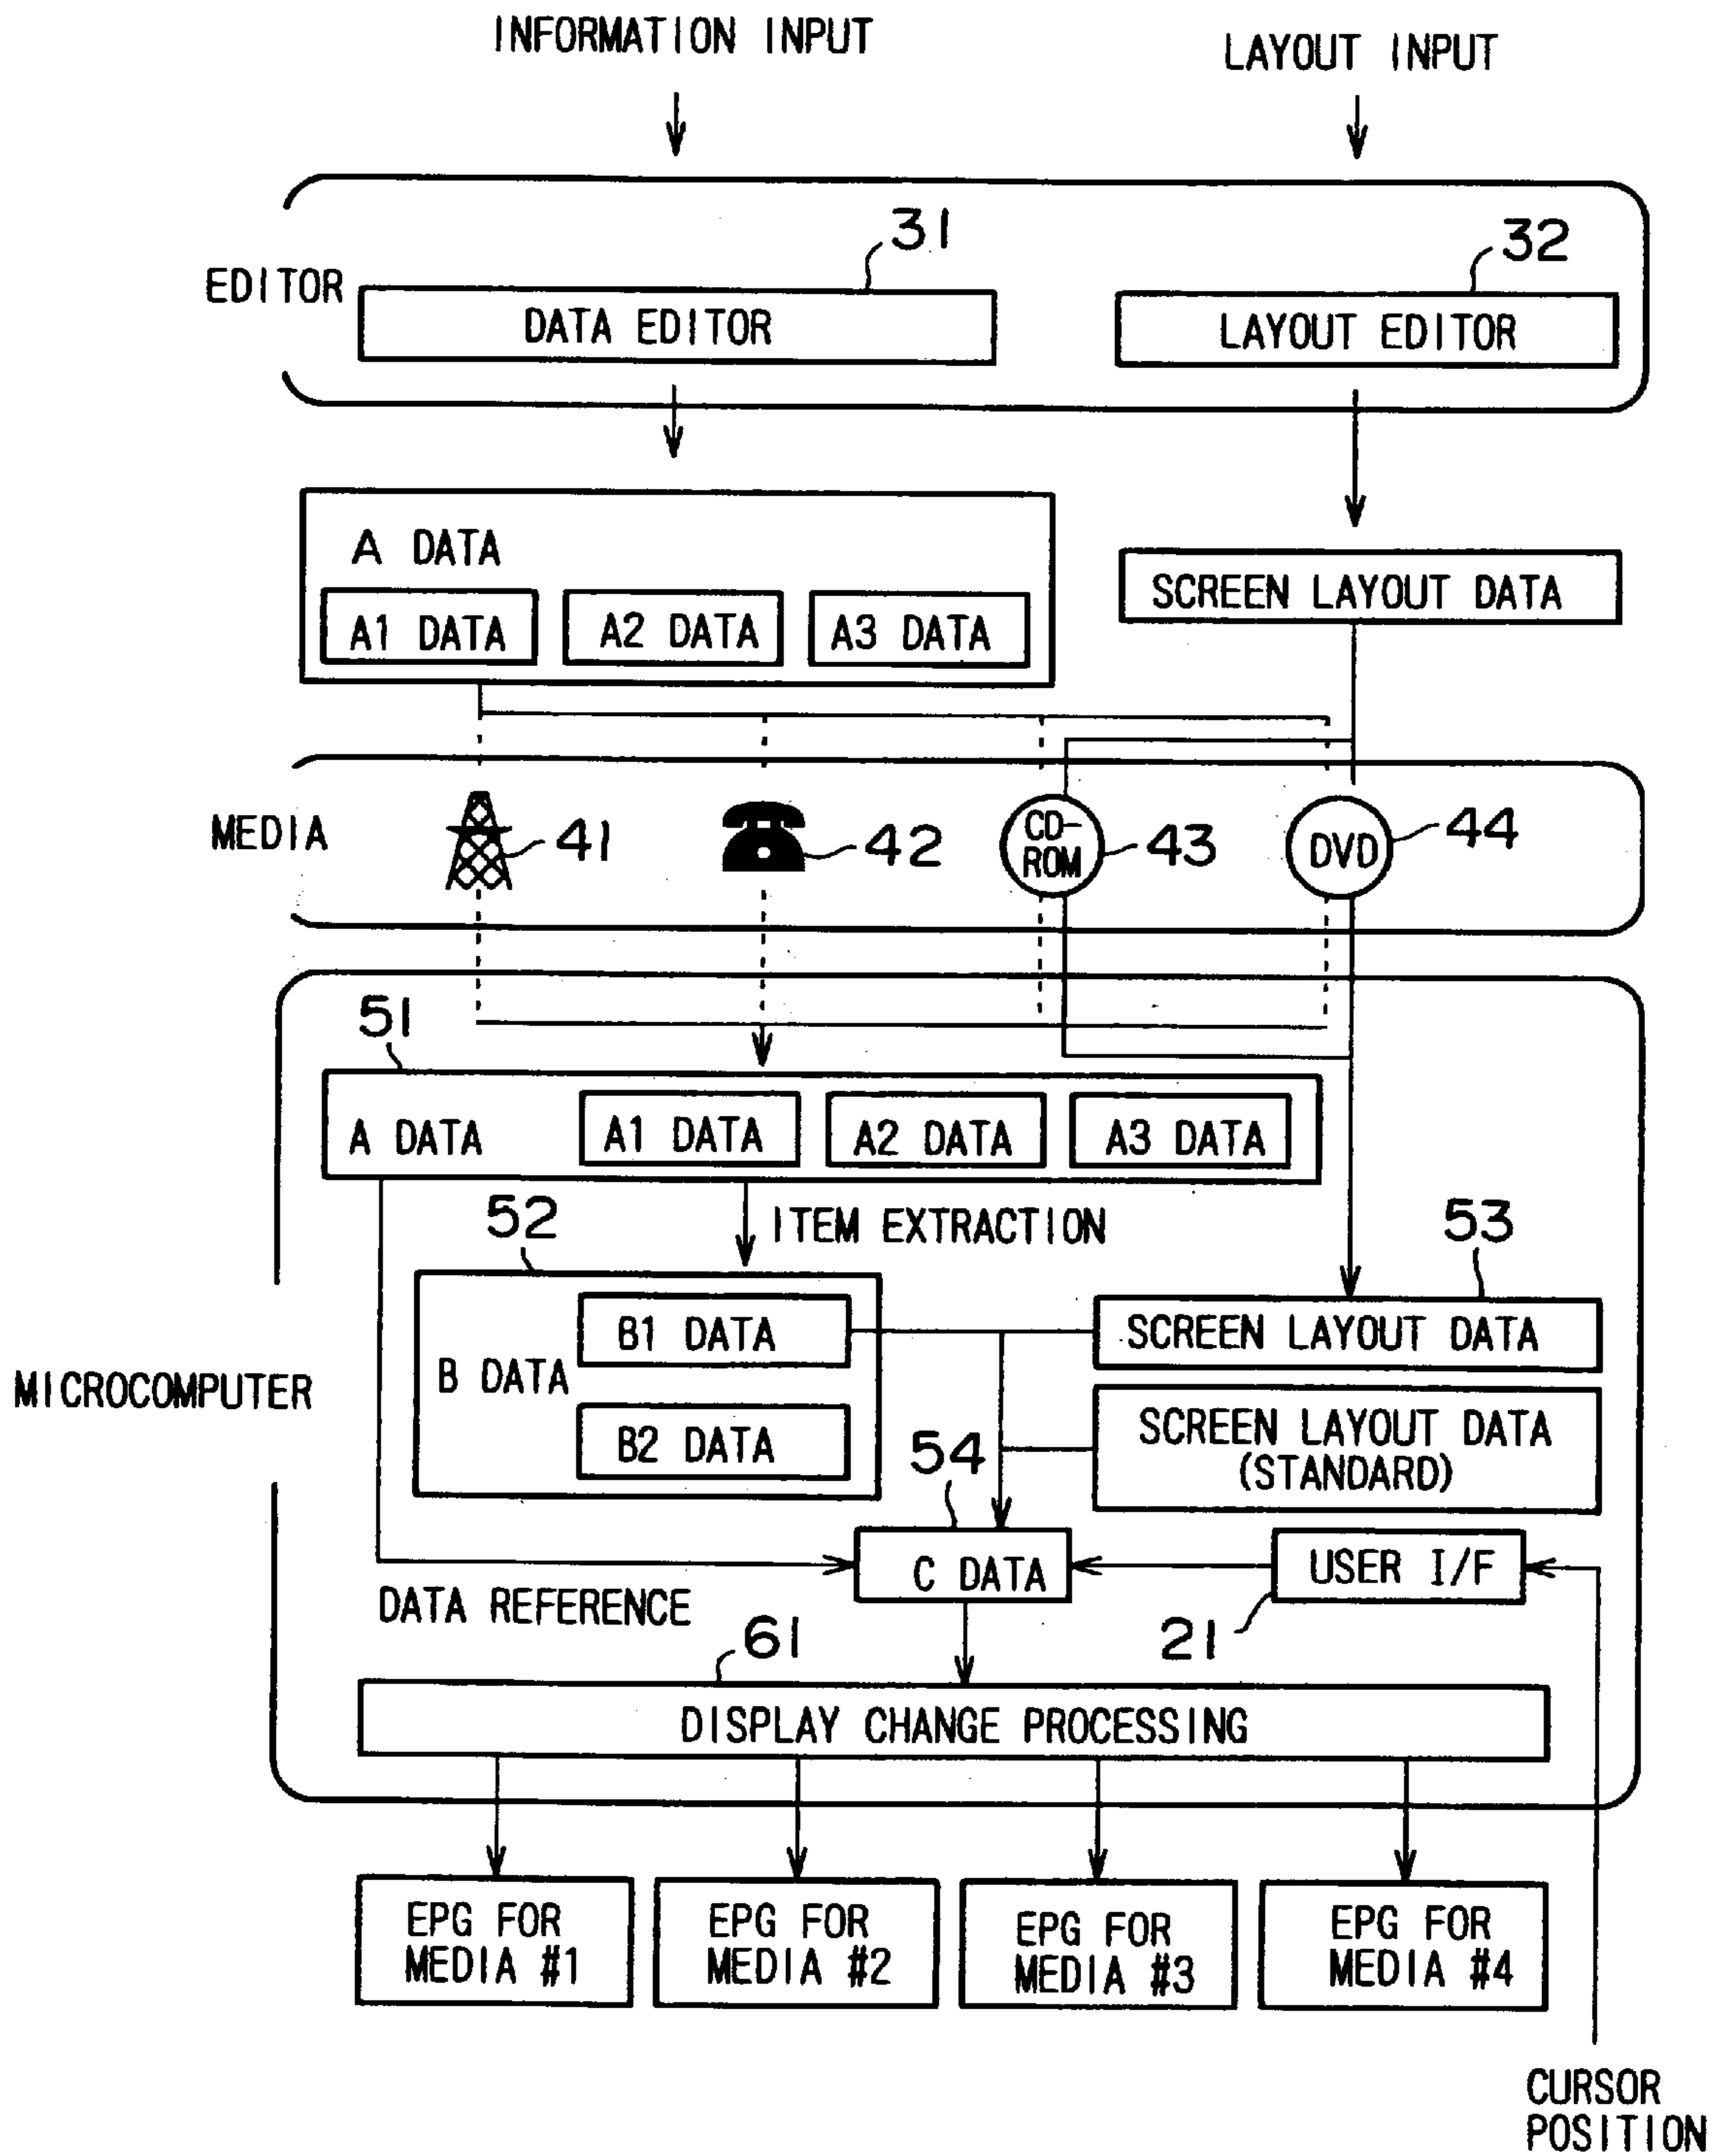 INFORMATION INPUT
LAYOUT INPUT
EDITOR
31
32
DATA EDITOR
LAYOUT EDITOR
A DATA
A1 DATA
A2 DATA
A3 DATA
SCREEN LAYOUT DATA
MEDIA
41
42
CD-
ROM
43
DVD
44
51
A DATA
A1 DATA
A2 DATA
A3 DATA
52
ITEM EXTRACTION
53
MICROCOMPUTER
B DATA
B1 DATA
B2 DATA
SCREEN LAYOUT DATA
SCREEN LAYOUT DATA
(STANDARD)
54
C DATA
USER I/F
21
DATA REFERENCE
61
DISPLAY CHANGE PROCESSING
EPG FOR
MEDIA #1
EPG FOR
MEDIA #2
EPG FOR
MEDIA #3
EPG FOR
MEDIA #4
CURSOR
POSITION